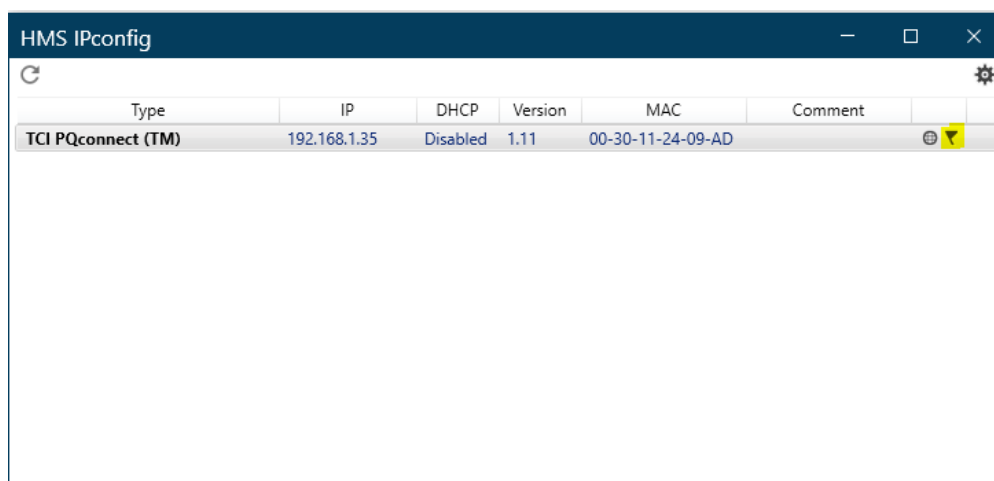 HMS IPconfig
Type IP DHCP Version MAC Comment
TCI PQconnect (TM) 192.168.1.35 Disabled 1.11 00-30-11-24-09-AD